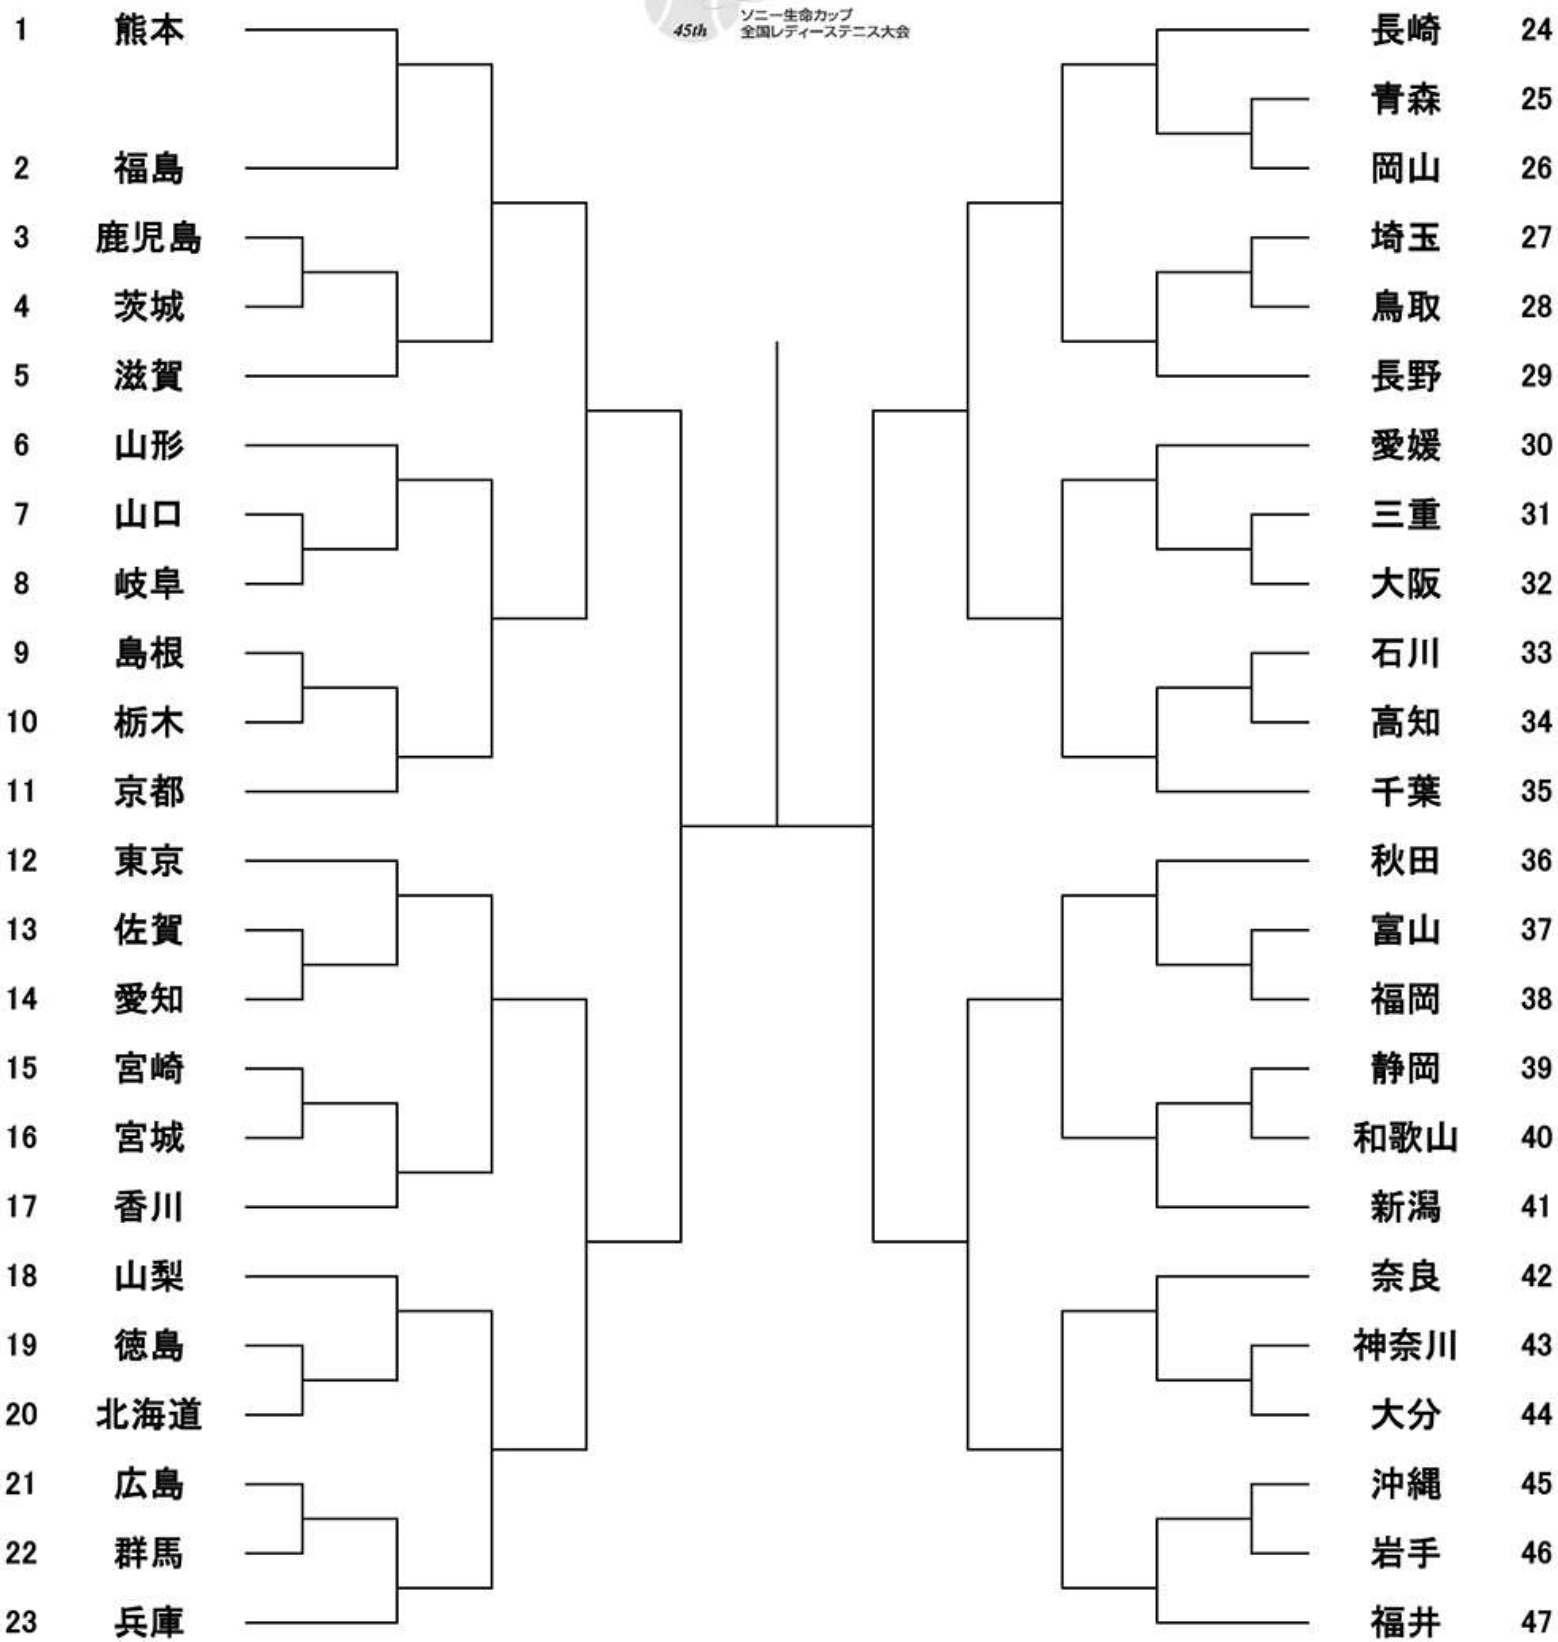 45th
ソニー生命カップ
全国レディーステニス大会
1 熊本
2 福島
3 鹿児島
4 茨城
5 滋賀
6 山形
7 山口
8 岐阜
9 島根
10 栃木
11 京都
12 東京
13 佐賀
14 愛知
15 宮崎
16 宮城
17 香川
18 山梨
19 徳島
20 北海道
21 広島
22 群馬
23 兵庫
長崎 24
青森 25
岡山 26
埼玉 27
鳥取 28
長野 29
愛媛 30
三重 31
大阪 32
石川 33
高知 34
千葉 35
秋田 36
富山 37
福岡 38
静岡 39
和歌山 40
新潟 41
奈良 42
神奈川 43
大分 44
沖縄 45
岩手 46
福井 47